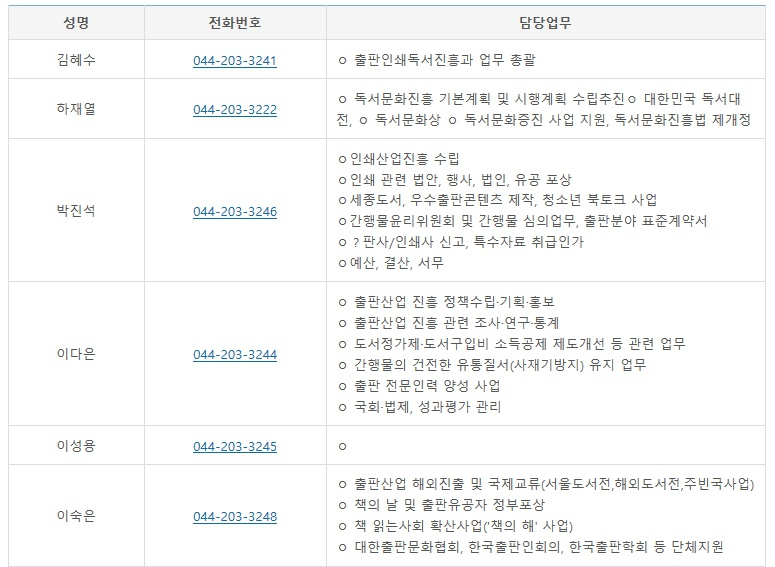 성명 전화번호 담당업무
김혜수 044-203-3241 ㅇ 출판인쇄독서진흥과 업무 총괄
하재열 044-203-3222 ㅇ 독서문화진흥 기본계획 및 시행계획 수립추진ㅇ 대한민국 독서대
전, ㅇ 독서문화상 ㅇ 독서문화증진 사업 지원, 독서문화진흥법 제개정
박진석 044-203-3246
ㅇ인쇄산업진흥 수립
ㅇ인쇄 관련 법안, 행사, 법인, 유공 포상
ㅇ세종도서, 우수출판콘텐츠 제작, 청소년 북토크 사업
ㅇ간행물윤리위원회 및 간행물 심의업무, 출판분야 표준계약서
ㅇ ? 판사/인쇄사 신고, 특수자료 취급인가
ㅇ예산, 결산, 서무
이다은 044-203-3244
ㅇ 출판산업 진흥 정책수립·기획·홍보
ㅇ 출판산업 진흥 관련 조사·연구·통계
ㅇ 도서정가제·도서구입비 소득공제 제도개선 등 관련 업무
ㅇ 간행물의 건전한 유통질서(사재기방지) 유지 업무
ㅇ 출판 전문인력 양성 사업
ㅇ 국회·법제, 성과평가 관리
이성용 044-203-3245 ㅇ
이숙은 044-203-3248
ㅇ 출판산업 해외진출 및 국제교류(서울도서전,해외도서전,주빈국사업)
ㅇ 책의 날 및 출판유공자 정부포상
ㅇ 책 읽는사회 확산사업('책의 해' 사업)
ㅇ 대한출판문화협회, 한국출판인회의, 한국출판학회 등 단체지원